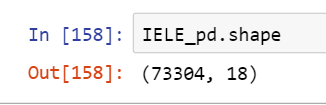 In [158]: IELE_pd.shape
Out[158]: (73304, 18)